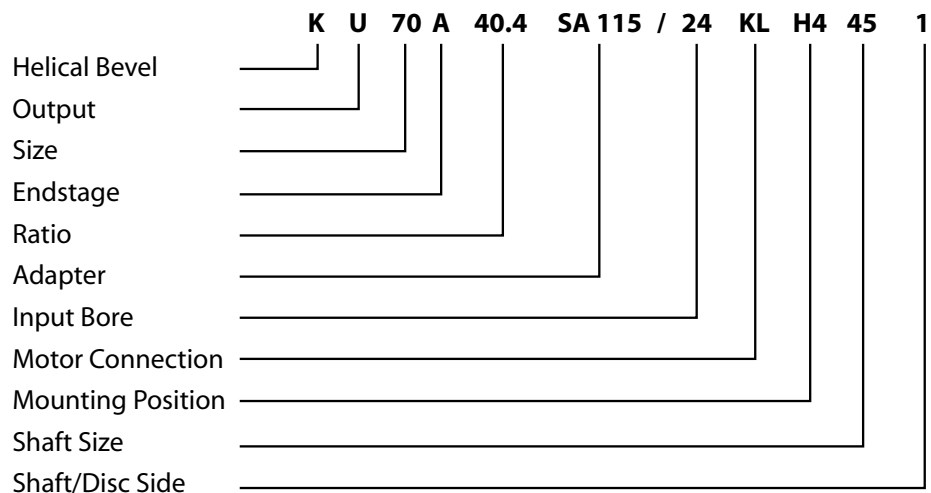 K U 70 A 40.4 SA 115 / 24 KL H4 45 1
Helical Bevel
Output
Size
Endstage
Ratio
Adapter
Input Bore
Motor Connection
Mounting Position
Shaft Size
Shaft/Disc Side